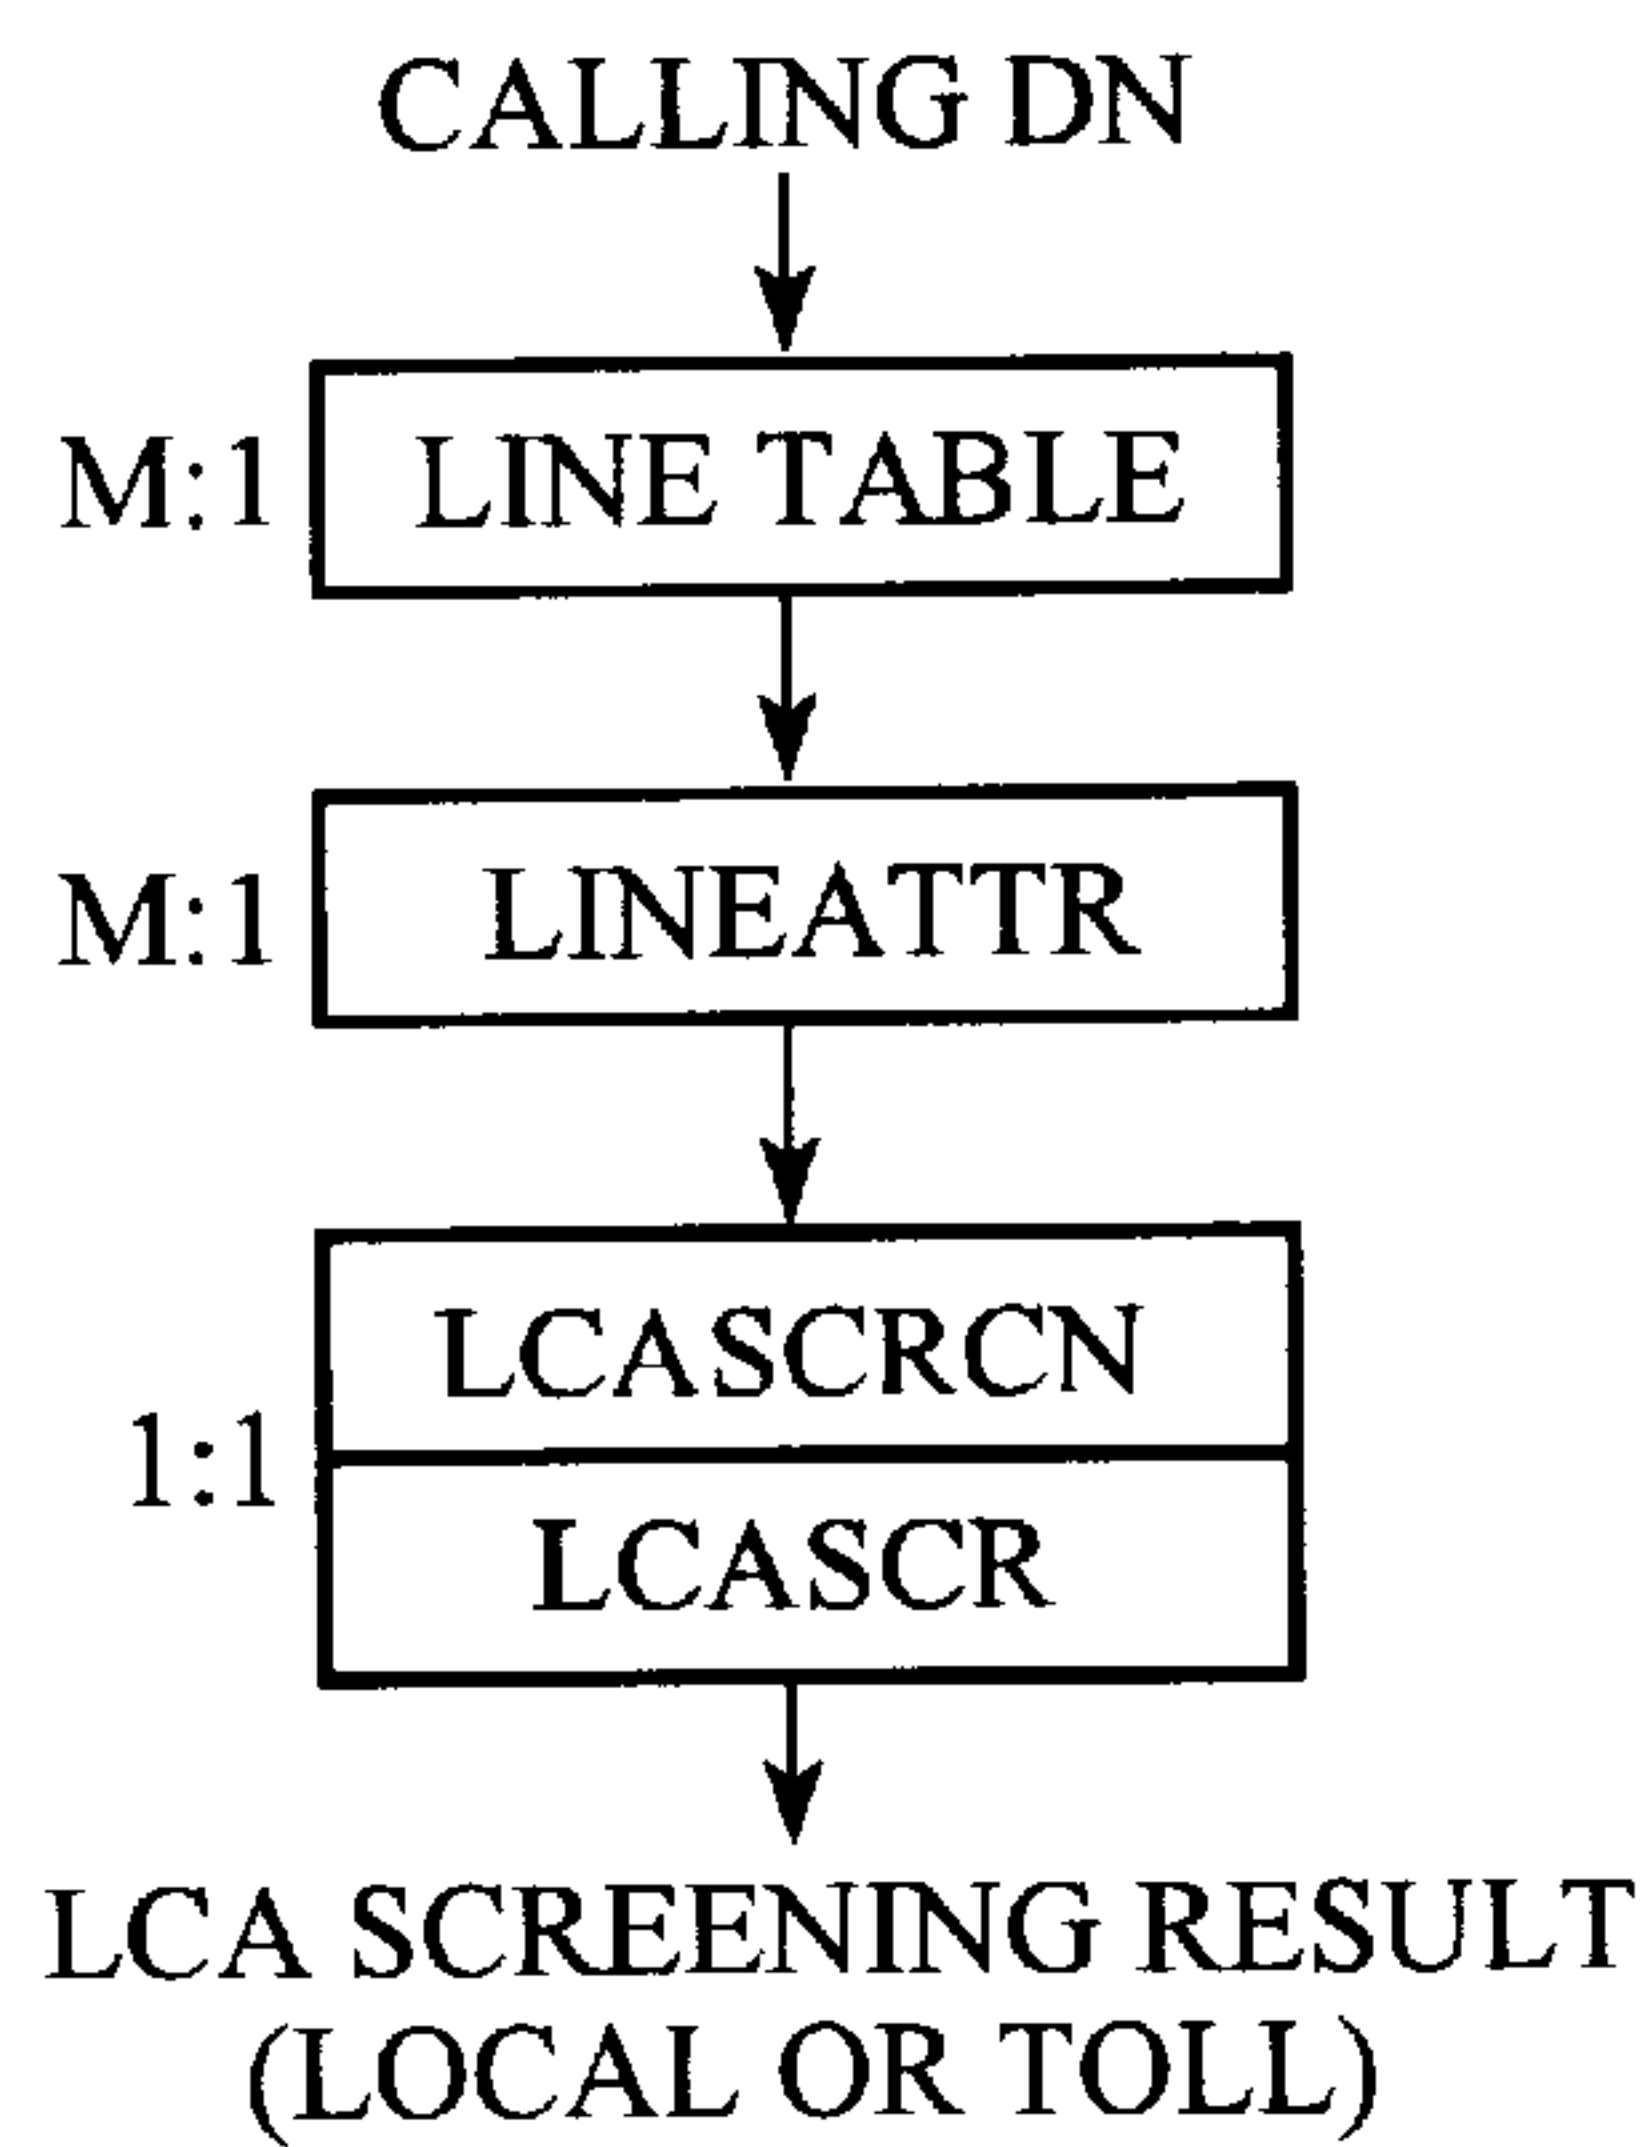 CALLING DN
M:1 LINE TABLE
M:1 LINEATTR
LCASCRCN
1:1
LCASCR
LCA SCREENING RESULT
(LOCAL OR TOLL)